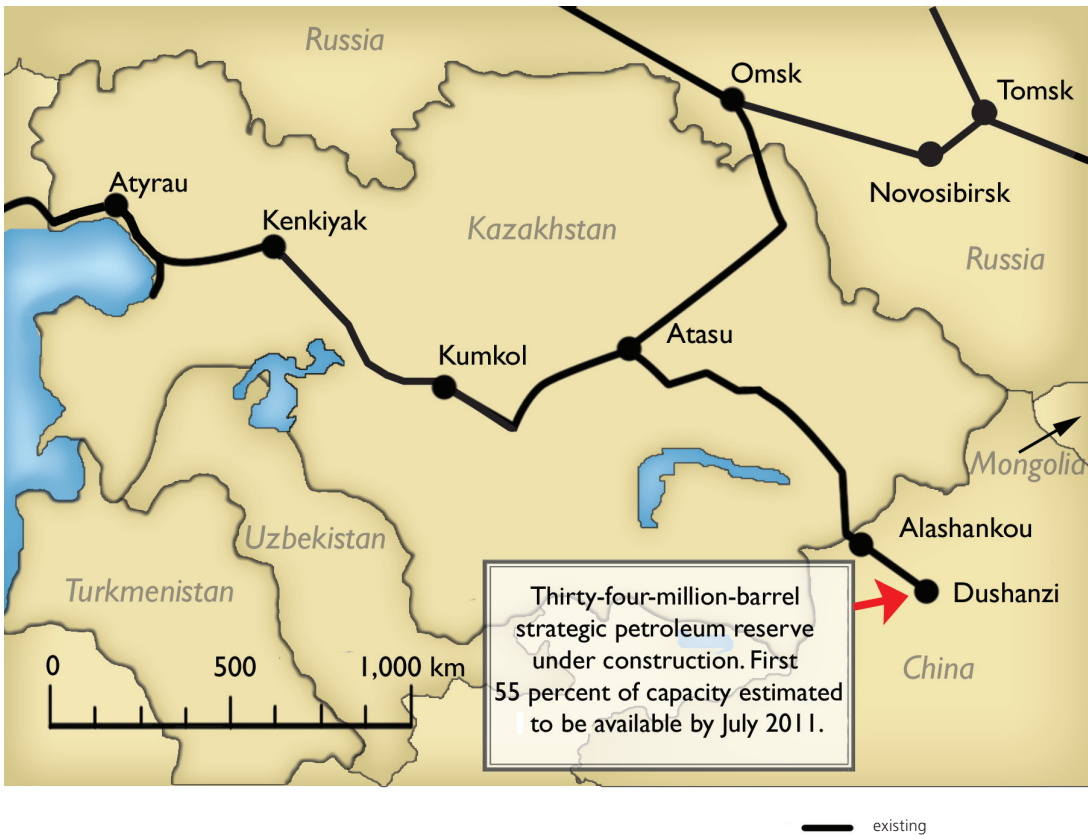 Russia
Omsk
Tomsk
Atyrau
Novosibirsk
Kenkiyak
Kazakhstan
Russia
Atasu
Kumkol
Mongolia
Alashankou
Uzbekistan
Turkmenistan
Dushanzi
Thirty-four-million-barrel
strategic petroleum reserve
under construction. First
55 percent of capacity estimated
to be available by July 2011.
China
0 500 1,000 km
existing